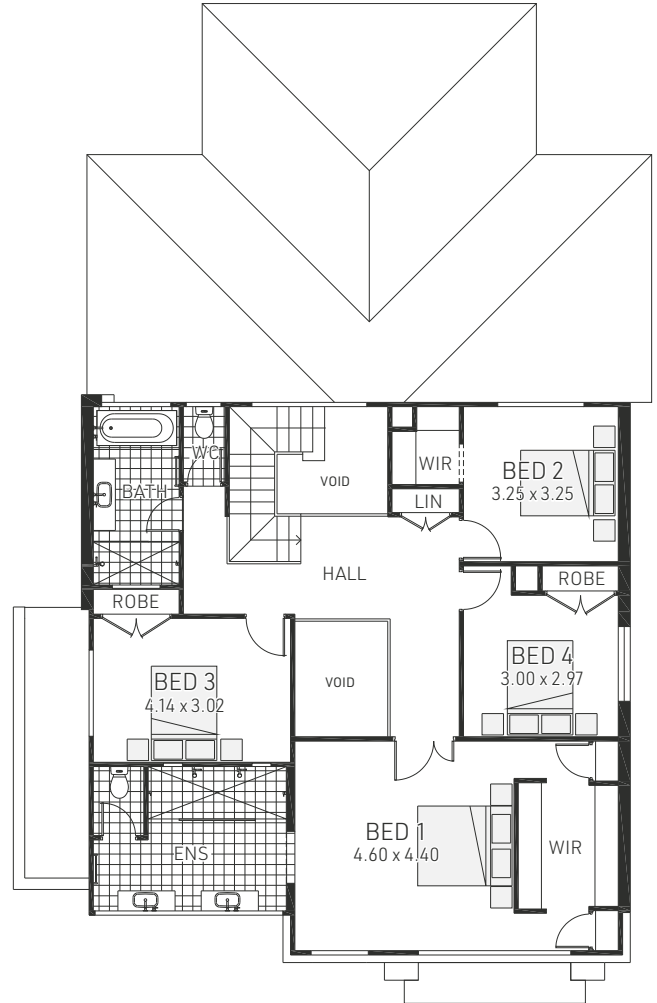 WC
WIR
BED 2
3.25 x 3.25
VOID
BATH
LIN
HALL
ROBE
ROBE
BED 4
3.00 x 2.97
BED 3
4.14 x 3.02
VOID
BED 1
4.60 x 4.40
WIR
ENS